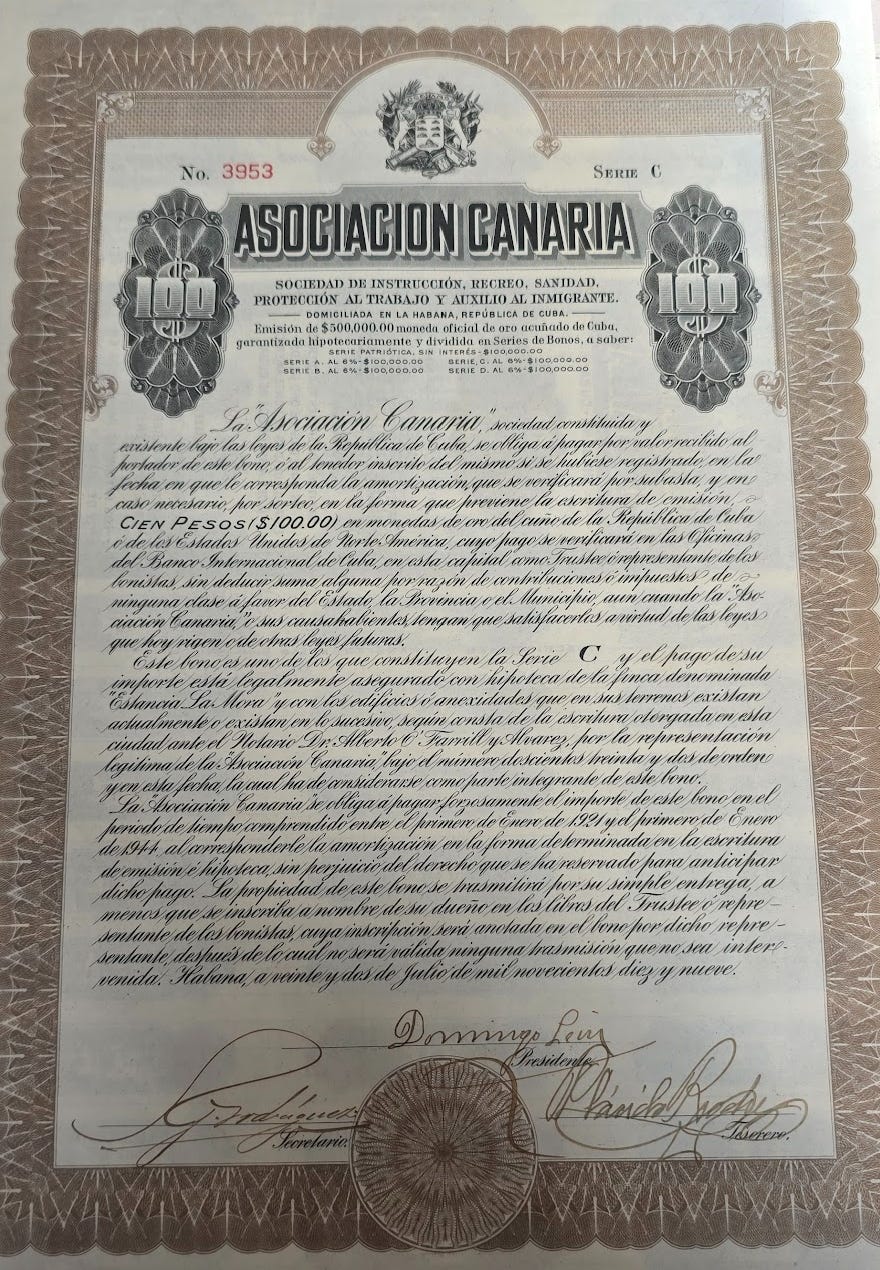 No. 3953
SERIE C
ASOCIACION CANARIA
$100
$100
SOCIEDAD DE INSTRUCCIÓN, RECREO, SANIDAD,
PROTECCIÓN AL TRABAJO Y AUXILIO AL INMIGRANTE.
DOMICILIADA EN LA HABANA, REPÚBLICA DE CUBA.
Emisión de $500,000.00 moneda oficial de oro acuñado de Cuba,
garantizada hipotecariamente y dividida en Series de Bonos, a saber:
SERIE PATRIÓTICA, SIN INTERÉS-$100,000.00
SERIE A. AL 6%-$100,000.00 SERIE, C. AL 6%-$100,000.00
SERIE B. AL 6%-$100,000.00 SERIE D. AL 6%-$100,000.00
La "Asociación Canaria", sociedad constituida y
existente bajo las leyes de la República de Cuba, se obliga á pagar por valor recibido al
portador de este bono, o al tenedor inscrito del mismo si se hubiese registrado, en la
fecha en que le corresponda la amortización, que se verificará por subasta, y en
caso necesario, por sorteo, en la forma que previene la escritura de emisión,
CIEN PESOS ($100.00) en monedas de oro del cuño de la República de Cuba
ó de los Estados Unidos de Norte América, cuyo pago se verificará en las Oficinas
del Banco Internacional de Cuba, en esta capital, como Trustee ó representante de los
bonistas, sin deducir suma alguna por razón de contribuciones ó impuestos de
ninguna clase á favor del Estado, la Provincia o el Municipio, aun cuando la "Aso-
ciación Canaria," o sus causahabientes, tengan que satisfacerlos a virtud de las leyes
que hoy rigen o de otras leyes futuras.
Este bono es uno de los que constituyen la Serie C y el pago de su
importe está legalmente asegurado con hipoteca de la finca denominada
"Estancia La Mora" y con los edificios ó anexidades que en sus terrenos existan
actualmente o existan en lo sucesivo, según consta de la escritura otorgada en esta
ciudad ante el Notario Dr. Alberto O'Farrill y Alvarez, por la representación
legítima de la Asociación Canaria, bajo el número doscientos treinta y dos de orden
y en esta fecha, la cual ha de considerarse como parte integrante de este bono.
La "Asociación Canaria" se obliga á pagar forzosamente el importe de este bono en el
periodo de tiempo comprendido entre el primero de Enero de 1921 y el primero de Enero
de 1944, al corresponderle la amortización en la forma determinada en la escritura
de emisión é hipoteca, sin perjuicio del derecho que se ha reservado para anticipar
dicho pago. La propiedad de este bono se trasmitirá por su simple entrega, a
menos que se inscriba a nombre de su dueño en los libros del Trustee ó repre-
sentante de los bonistas, cuya inscripción será anotada en el bono por dicho repre-
sentante, después de lo cual no será válida ninguna trasmisión que no sea inter-
venida. Habana, a veinte y dos de Julio de mil novecientos diez y nueve.
Domingo León
Presidente
G. Rodríguez
Secretario.
Tesorero.